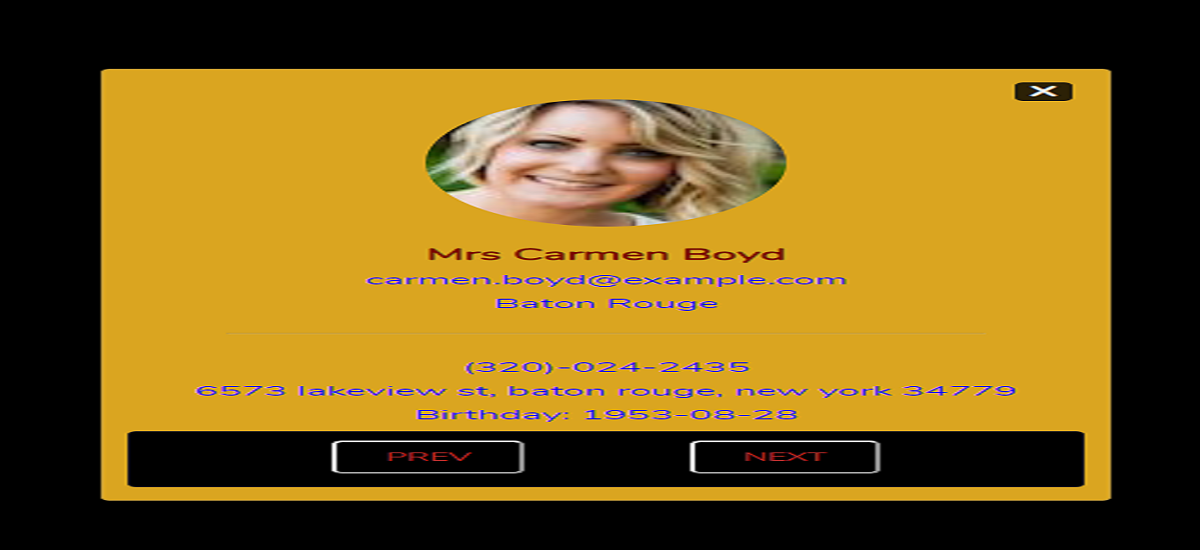 X
Mrs Carmen Boyd
carmen.boyd@example.com
Baton Rouge
(320)-024-2435
6573 lakeview st, baton rouge, new york 34779
Birthday: 1953-08-28
PREV NEXT